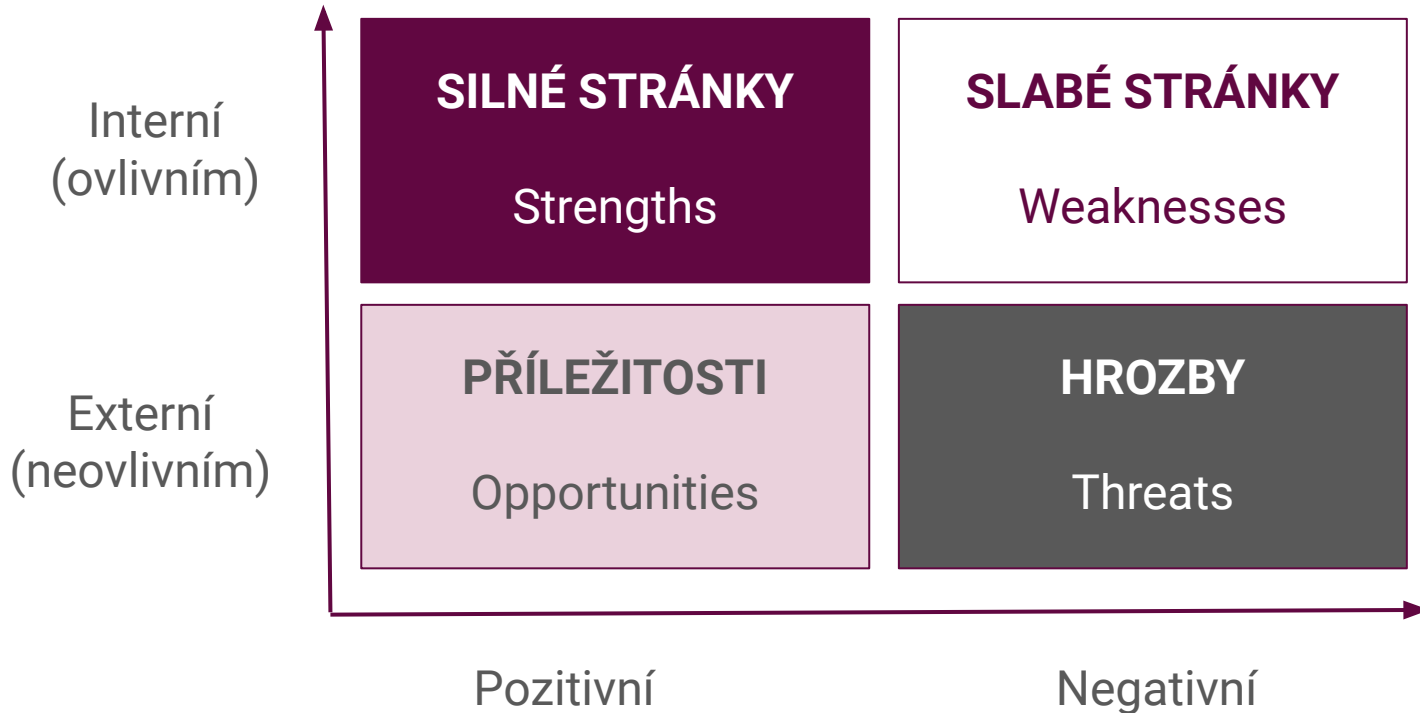 Interní
(ovlivním)
SILNÉ STRÁNKY
Strengths
SLABÉ STRÁNKY
Weaknesses
Externí
(neovlivním)
PŘÍLEŽITOSTI
Opportunities
HROZBY
Threats
Pozitivní
Negativní